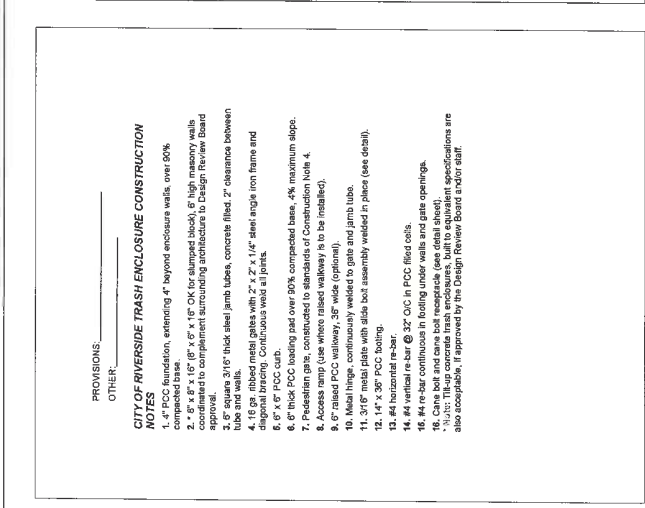 PROVISIONS:
OTHER:
CITY OF RIVERSIDE TRASH ENCLOSURE CONSTRUCTION
NOTES
1. 4" PCC foundation, extending 4" beyond enclosure walls, over 90%
compacted base.
2. * 8" x 8" x 16" (8" x 6" x 16" OK for slumped block), 6' high masonry walls
coordinated to complement surrounding architecture to Design Review Board
approval.
3. 6" square 3/16" thick steel jamb tubes, concrete filled. 2" clearance between
tube and walls.
4. 16 ga. ribbed metal gates with 2" x 2" x 1/4" steel angle iron frame and
diagonal bracing. Continuous weld all joints.
5. 6" x 6" PCC curb.
6. 6" thick PCC loading pad over 90% compacted base, 4% maximum slope.
7. Pedestrian gate, constructed to standards of Construction Note 4.
8. Access ramp (use where raised walkway is to be installed).
9. 6" raised PCC walkway, 36" wide (optional).
10. Metal hinge, continuously welded to gate and jamb tube.
11. 3/16" metal plate with slide bolt assembly welded in place (see detail).
12. 14" x 36" PCC footing.
13. #4 horizontal re-bar.
14. #4 vertical re-bar @ 32" O/C in PCC filled cells.
15. #4 re-bar continuous in footing under walls and gate openings.
16. Cane bolt and cane bolt receptacle (see detail sheet).
* Note: Tilt-up concrete trash enclosures, built to equivalent specifications are
also acceptable, if approved by the Design Review Board and/or staff.